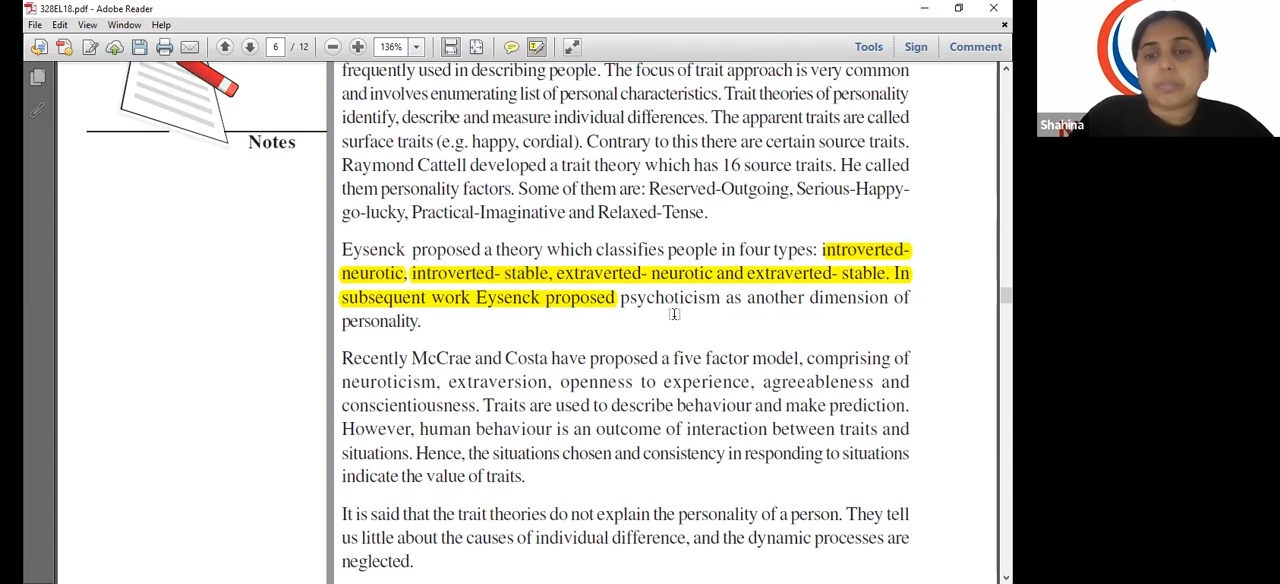 328EL18.pdf - Adobe Reader
File Edit View Window Help
6 / 12
136%
Tools Sign Comment
Shahina
Notes
frequently used in describing people. The focus of trait approach is very common
and involves enumerating list of personal characteristics. Trait theories of personality
identify, describe and measure individual differences. The apparent traits are called
surface traits (e.g. happy, cordial). Contrary to this there are certain source traits.
Raymond Cattell developed a trait theory which has 16 source traits. He called
them personality factors. Some of them are: Reserved-Outgoing, Serious-Happy-
go-lucky, Practical-Imaginative and Relaxed-Tense.
Eysenck proposed a theory which classifies people in four types: introverted-
neurotic, introverted- stable, extraverted- neurotic and extraverted- stable. In
subsequent work Eysenck proposed psychoticism as another dimension of
personality.
Recently McCrae and Costa have proposed a five factor model, comprising of
neuroticism, extraversion, openness to experience, agreeableness and
conscientiousness. Traits are used to describe behaviour and make prediction.
However, human behaviour is an outcome of interaction between traits and
situations. Hence, the situations chosen and consistency in responding to situations
indicate the value of traits.
It is said that the trait theories do not explain the personality of a person. They tell
us little about the causes of individual difference, and the dynamic processes are
neglected.